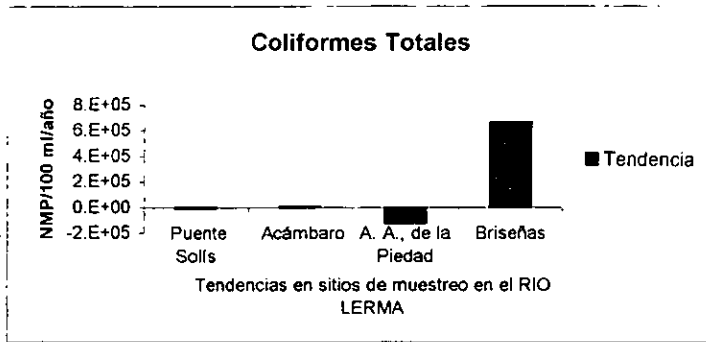 Coliformes Totales
NMP/100 ml/año
8.E+05
6.E+05
4.E+05
2.E+05
0.E+00
-2.E+05
Puente Solís
Acámbaro
A. A., de la Piedad
Briseñas
Tendencia
Tendencias en sitios de muestreo en el RIO
LERMA